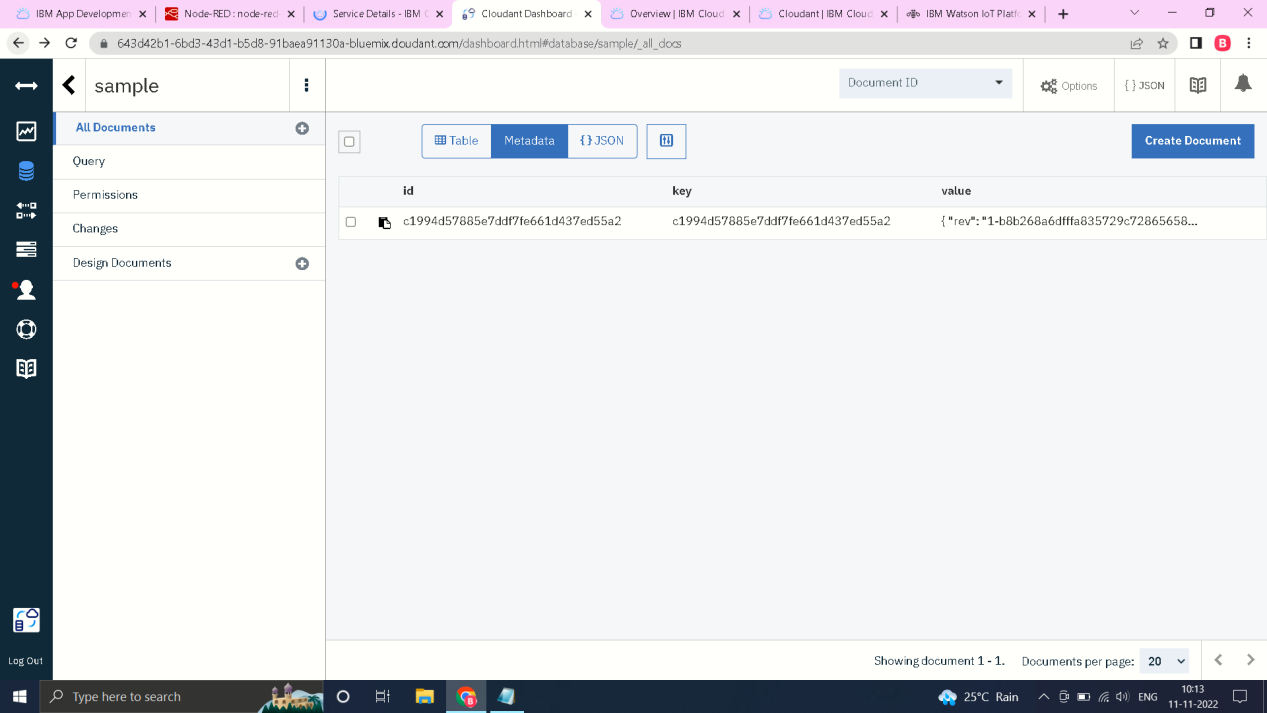 IBM App Developmen
Node-RED : node-red
Service Details - IBM C
Cloudant Dashboard
Overview | IBM Cloud
Cloudant | IBM Cloud
IBM Watson IoT Platfo
643d42b1-6bd3-43d1-b5d8-91baea91130a-bluemix.cloudant.com/dashboard.html#database/sample/_all_docs
B
sample
Document ID
Options
{ } JSON
All Documents
Query
Permissions
Changes
Design Documents
Table
Metadata
{ } JSON
Create Document
id
key
value
c1994d57885e7ddf7fe661d437ed55a2
c1994d57885e7ddf7fe661d437ed55a2
{ "rev": "1-b8b268a6dfffa835729c72865658...
Log Out
Showing document 1 - 1.
Documents per page:
20
Type here to search
B
25°C Rain
ENG
10:13
11-11-2022